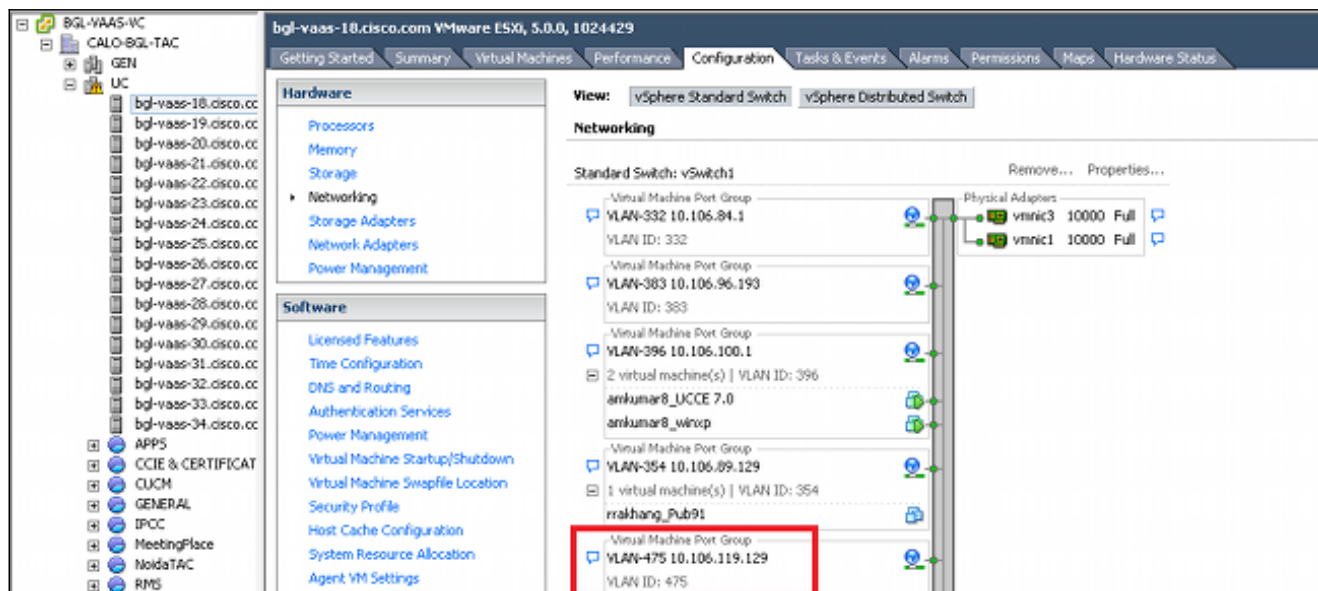 BGL-VAAS-VC
CALO-BGL-TAC
GEN
UC
bgl-vaas-18.cisco.cc
bgl-vaas-19.cisco.cc
bgl-vaas-20.cisco.cc
bgl-vaas-21.cisco.cc
bgl-vaas-22.cisco.cc
bgl-vaas-23.cisco.cc
bgl-vaas-24.cisco.cc
bgl-vaas-25.cisco.cc
bgl-vaas-26.cisco.cc
bgl-vaas-27.cisco.cc
bgl-vaas-28.cisco.cc
bgl-vaas-29.cisco.cc
bgl-vaas-30.cisco.cc
bgl-vaas-31.cisco.cc
bgl-vaas-32.cisco.cc
bgl-vaas-33.cisco.cc
bgl-vaas-34.cisco.cc
APPS
CCIE & CERTIFICAT
CUCM
GENERAL
IPCC
MeetingPlace
NoidaTAC
RMS
bgl-vaas-18.cisco.com VMware ESXi, 5.0.0, 1024429
Getting Started Summary Virtual Machines Performance Configuration Tasks & Events Alarms Permissions Maps Hardware Status
Hardware
Processors
Memory
Storage
Networking
Storage Adapters
Network Adapters
Power Management
Software
Licensed Features
Time Configuration
DNS and Routing
Authentication Services
Power Management
Virtual Machine Startup/Shutdown
Virtual Machine Swapfile Location
Security Profile
Host Cache Configuration
System Resource Allocation
Agent VM Settings
View: vSphere Standard Switch vSphere Distributed Switch
Networking
Standard Switch: vSwitch1 Remove... Properties...
Virtual Machine Port Group
VLAN-332 10.106.84.1
VLAN ID: 332
Virtual Machine Port Group
VLAN-383 10.106.96.193
VLAN ID: 383
Virtual Machine Port Group
VLAN-396 10.106.100.1
2 virtual machine(s) | VLAN ID: 396
amkumar8_UCCE 7.0
amkumar8_winxp
Virtual Machine Port Group
VLAN-354 10.106.89.129
1 virtual machine(s) | VLAN ID: 354
rrakhang_Pub91
Virtual Machine Port Group
VLAN-475 10.106.119.129
VLAN ID: 475
Physical Adapters
vmnic3 10000 Full
vmnic1 10000 Full